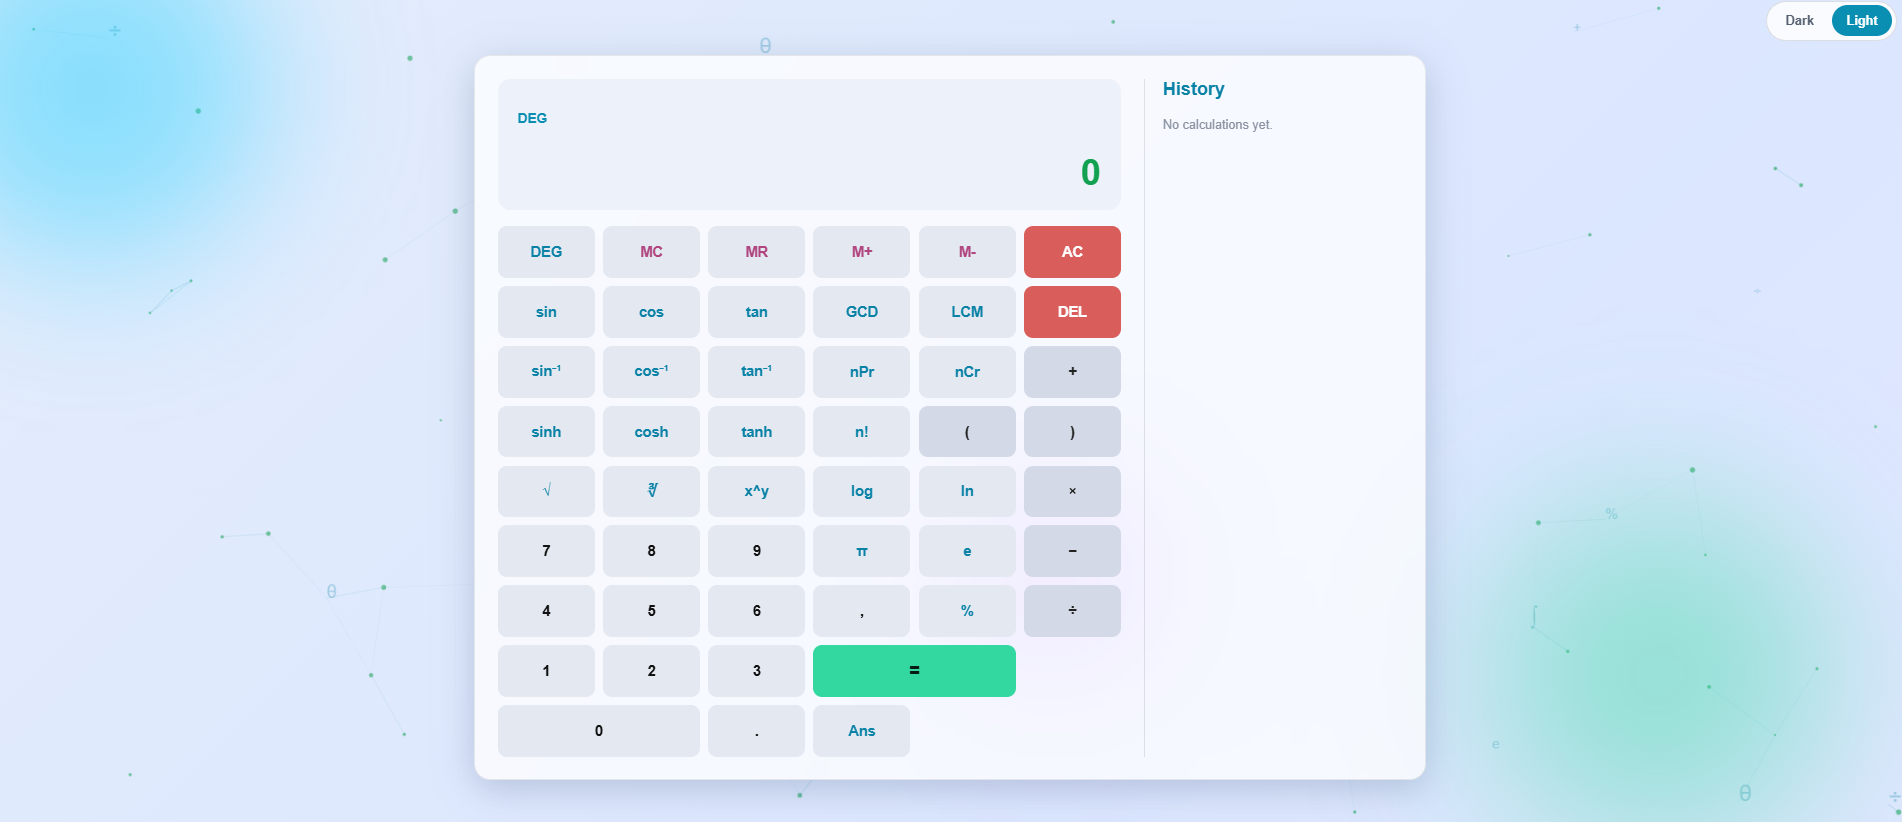 ÷
θ
+
Dark Light
DEG
0
History
No calculations yet.
DEG MC MR M+ M- AC
sin cos tan GCD LCM DEL
sin⁻¹ cos⁻¹ tan⁻¹ nPr nCr +
sinh cosh tanh n! ( )
√ ∛ x^y log ln ×
7 8 9 π e −
4 5 6 , % ÷
1 2 3 =
0 . Ans
+
%
θ
∫
e
θ
÷